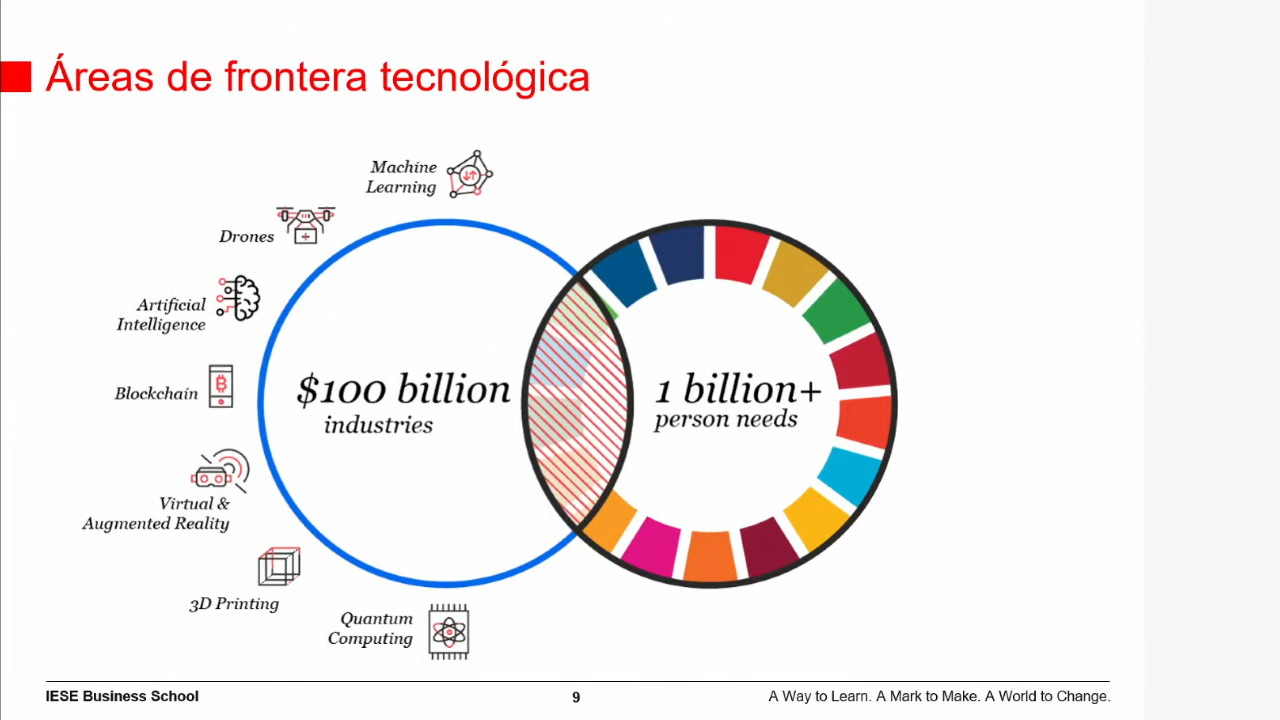 Áreas de frontera tecnológica
Machine
Learning
Drones
Artificial
Intelligence
Blockchain
Virtual &
Augmented Reality
3D Printing
Quantum
Computing
$100 billion
industries
1 billion+
person needs
IESE Business School
9
A Way to Learn. A Mark to Make. A World to Change.